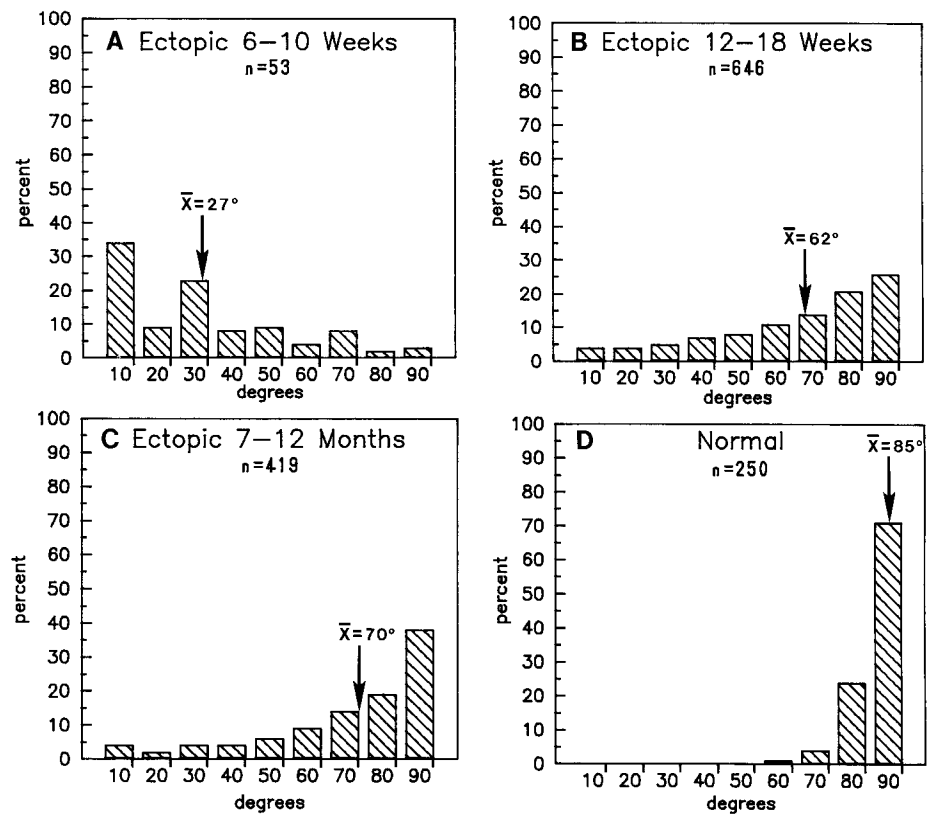 A Ectopic 6–10 Weeks
n=53
100
90
80
70
60
50
40
30
20
10
0
percent
X̄=27°
10 20 30 40 50 60 70 80 90
degrees
B Ectopic 12–18 Weeks
n=646
100
90
80
70
60
50
40
30
20
10
0
percent
X̄=62°
10 20 30 40 50 60 70 80 90
degrees
C Ectopic 7–12 Months
n=419
100
90
80
70
60
50
40
30
20
10
0
percent
X̄=70°
10 20 30 40 50 60 70 80 90
degrees
D Normal
n=250
100
90
80
70
60
50
40
30
20
10
0
percent
X̄=85°
10 20 30 40 50 60 70 80 90
degrees